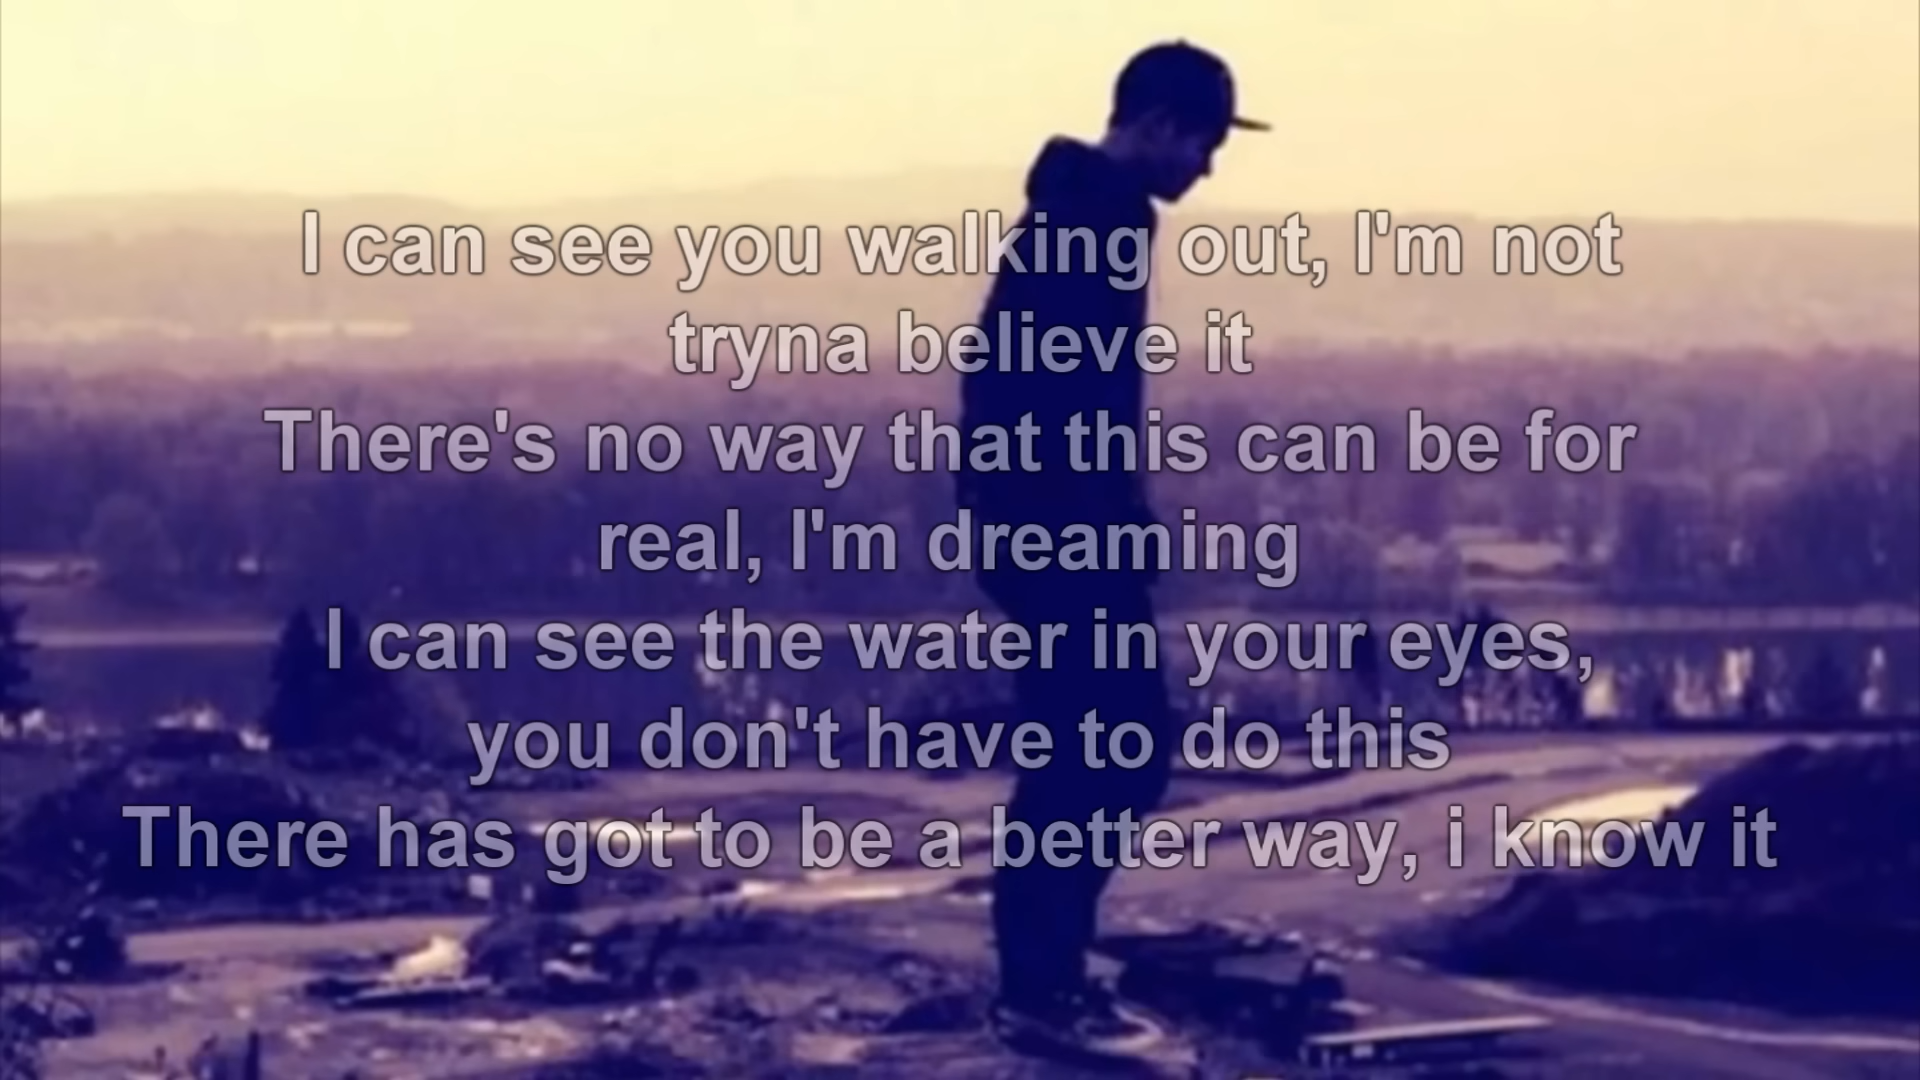 I can see you walking out, I'm not
tryna believe it
There's no way that this can be for
real, I'm dreaming
I can see the water in your eyes,
you don't have to do this
There has got to be a better way, i know it